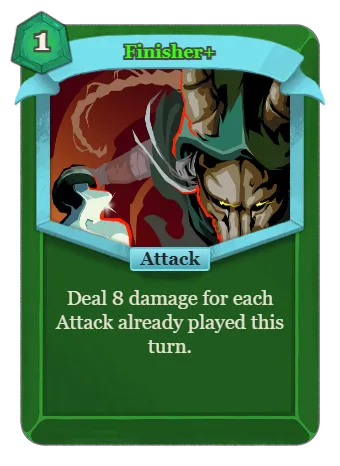 1
Finisher+
Attack
Deal 8 damage for each
Attack already played this
turn.